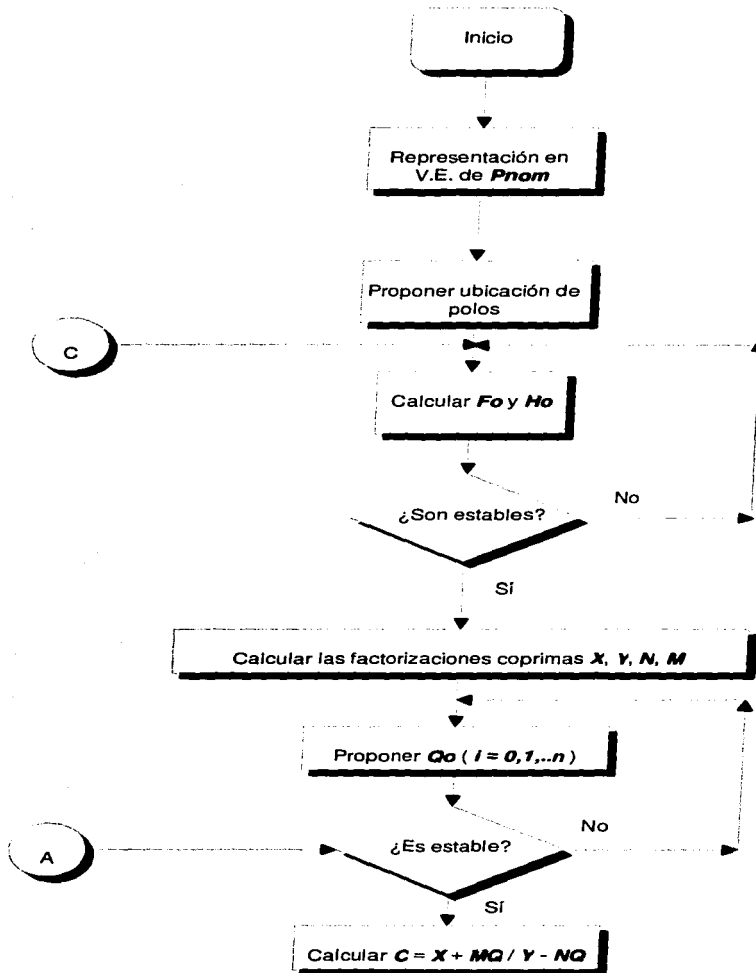 Inicio
Representación en
V.E. de Pnom
Proponer ubicación de
polos
C
Calcular Fo y Ho
¿Son estables?
No
Sí
Calcular las factorizaciones coprimas X, Y, N, M
Proponer Qo ( i = 0,1,..n )
No
A
¿Es estable?
Sí
Calcular C = X + MQ / Y - NQ